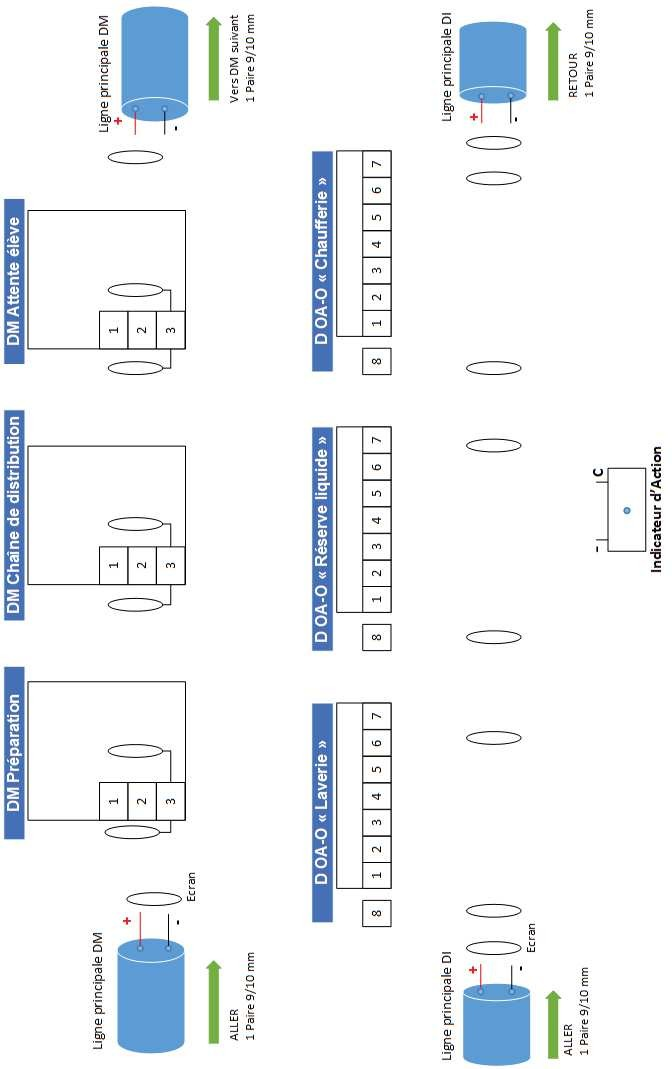 DM Préparation
DM Chaîne de distribution
DM Attente élève
Ligne principale DM
+
-
Ecran
ALLER
1 Paire 9/10 mm
1
2
3
1
2
3
1
2
3
Ligne principale DM
+
-
Vers DM suivant
1 Paire 9/10 mm
D OA-O « Laverie »
D OA-O « Réserve liquide »
D OA-O « Chaufferie »
8 1 2 3 4 5 6 7
8 1 2 3 4 5 6 7
8 1 2 3 4 5 6 7
Ligne principale DI
+
-
Ecran
ALLER
1 Paire 9/10 mm
Ligne principale DI
+
-
RETOUR
1 Paire 9/10 mm
- C
Indicateur d’Action